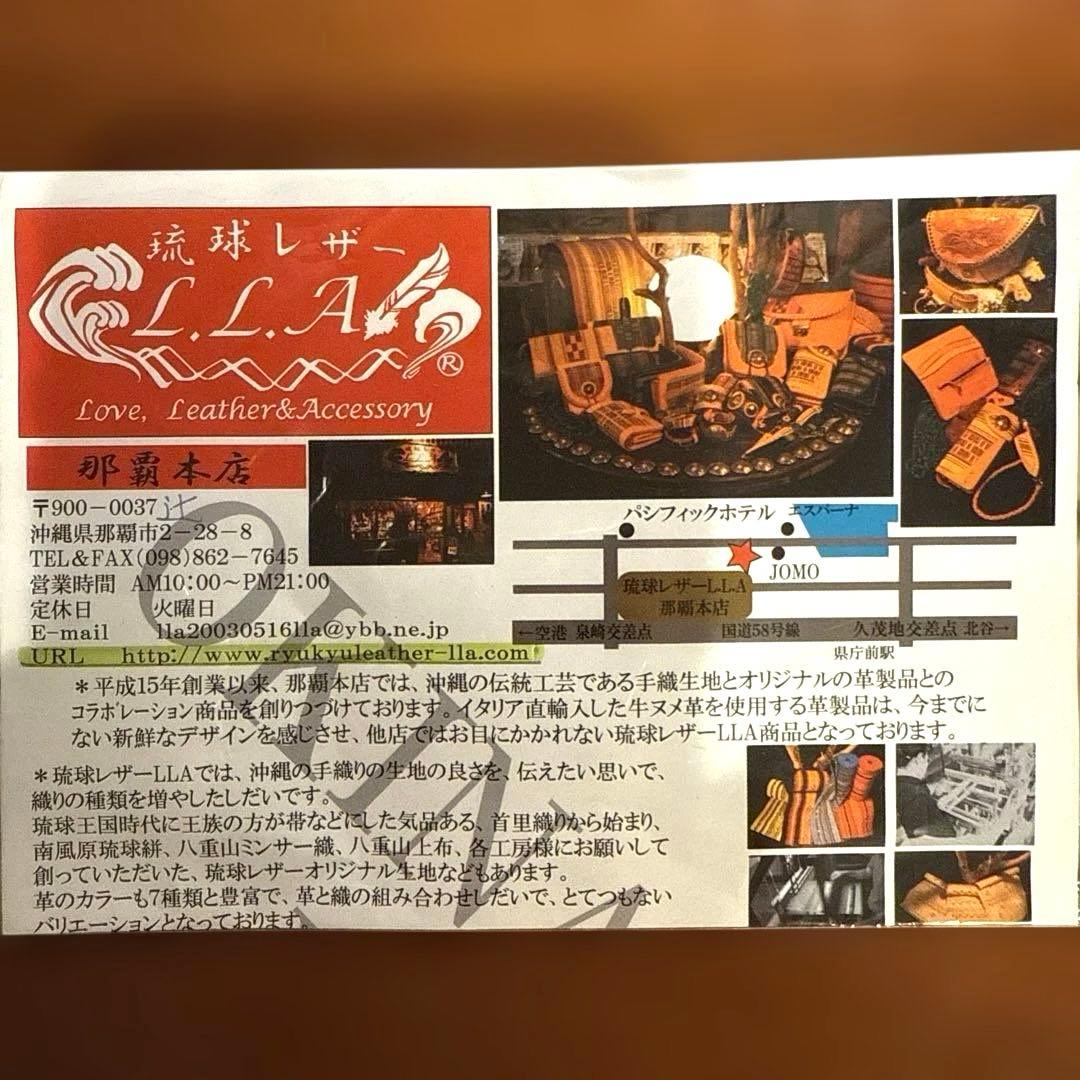 琉球レザー
L.L.A
®
Love, Leather&Accessory
那覇本店
〒900-0037 辻
沖縄県那覇市2-28-8
TEL&FAX(098)862-7645
営業時間 AM10:00~PM21:00
定休日 火曜日
E-mail lla20030516lla@ybb.ne.jp
URL http://www.ryukyuleather-lla.com
パシフィックホテル エスパーナ
JOMO
琉球レザーL.L.A
那覇本店
←空港 泉崎交差点 国道58号線 久茂地交差点 北谷→
県庁前駅
*平成15年創業以来、那覇本店では、沖縄の伝統工芸である手織生地とオリジナルの革製品との
コラボレーション商品を創りつづけております。イタリア直輸入した牛ヌメ革を使用する革製品は、今までに
ない新鮮なデザインを感じさせ、他店ではお目にかかれない琉球レザーLLA商品となっております。
*琉球レザーLLAでは、沖縄の手織りの生地の良さを、伝えたい思いで、
織りの種類を増やしたしだいです。
琉球王国時代に王族の方が帯などにした気品ある、首里織りから始まり、
南風原琉球絣、八重山ミンサー織、八重山上布、各工房様にお願いして
創っていただいた、琉球レザーオリジナル生地などもあります。
革のカラーも7種類と豊富で、革と織の組み合わせしだいで、とてつもない
バリエーションとなっております。
OKINA